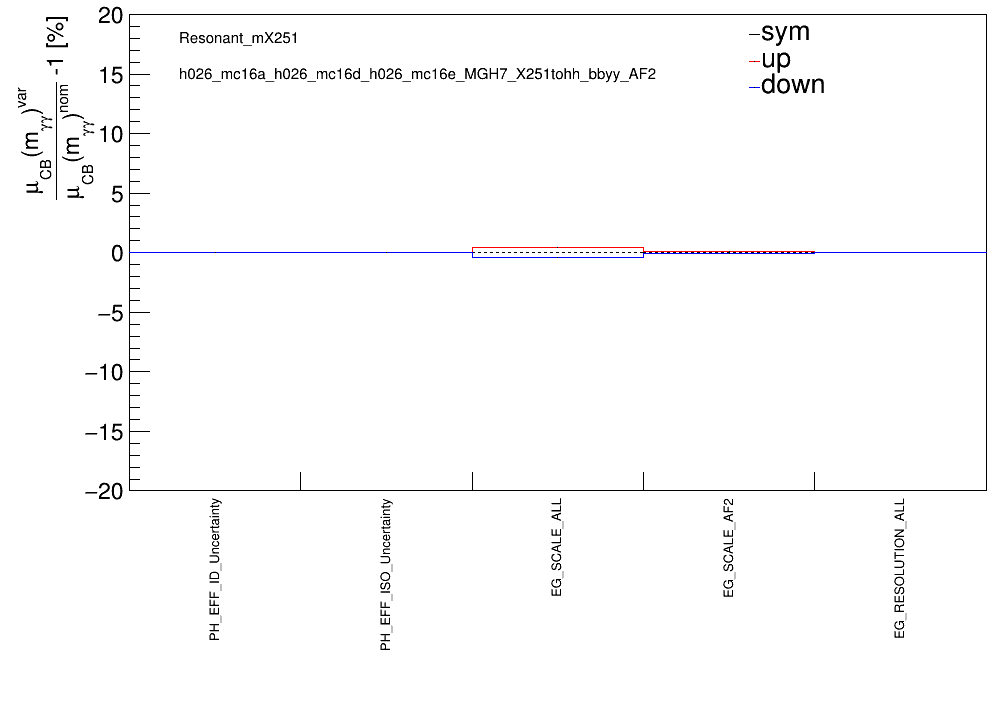 20
15
10
5
0
−5
−10
−15
−20
μCB(mγγ)var
μCB(mγγ)nom
-1 [%]
Resonant_mX251
h026_mc16a_h026_mc16d_h026_mc16e_MGH7_X251tohh_bbyy_AF2
sym
up
down
PH_EFF_ID_Uncertainty
PH_EFF_ISO_Uncertainty
EG_SCALE_ALL
EG_SCALE_AF2
EG_RESOLUTION_ALL